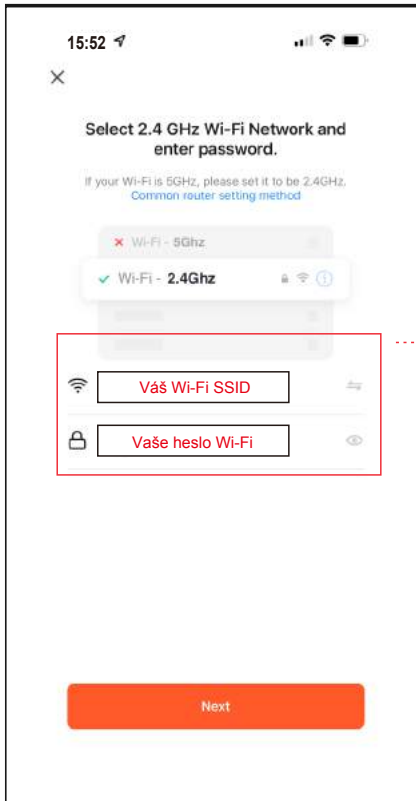 15:52
Select 2.4 GHz Wi-Fi Network and
enter password.
If your Wi-Fi is 5GHz, please set it to be 2.4GHz.
Common router setting method
Wi-Fi - 5Ghz
Wi-Fi - 2.4Ghz
Váš Wi-Fi SSID
Vaše heslo Wi-Fi
Next